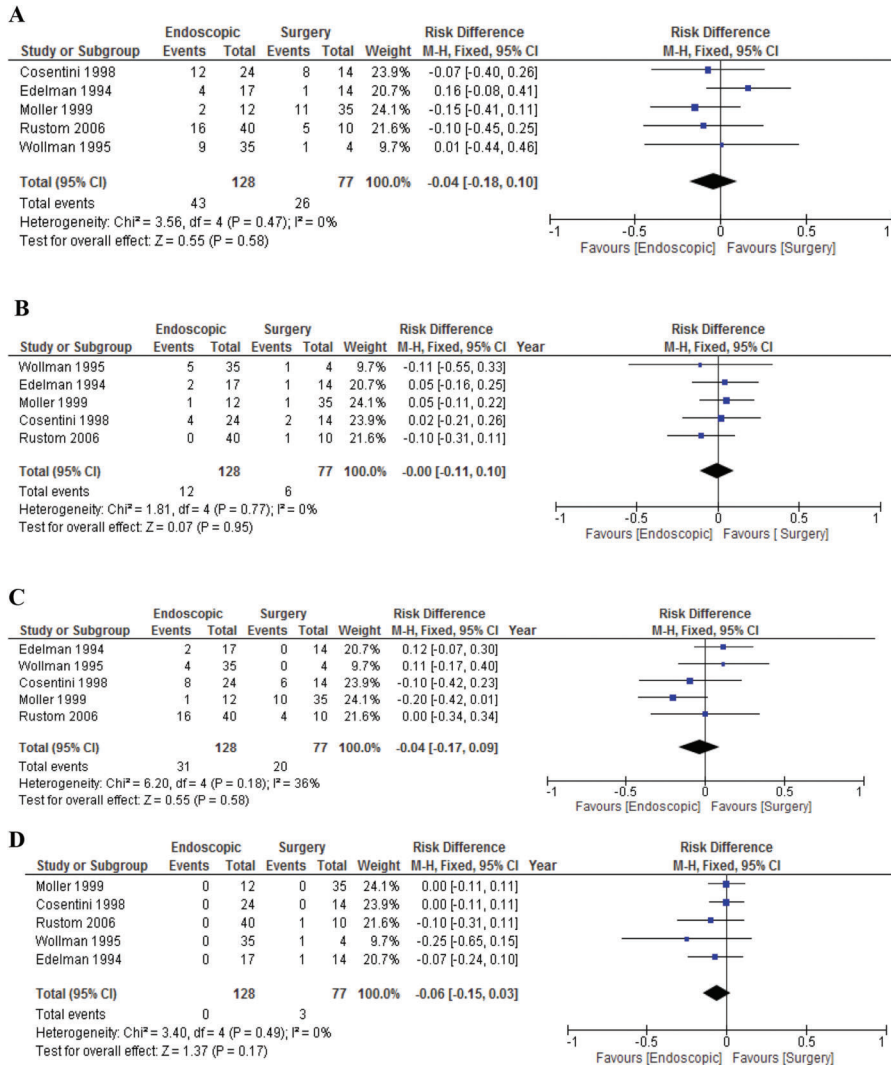 A
Endoscopic Surgery Risk Difference Risk Difference
Study or Subgroup Events Total Events Total Weight M-H, Fixed, 95% CI M-H, Fixed, 95% CI
Cosentini 1998 12 24 8 14 23.9% -0.07 [-0.40, 0.26]
Edelman 1994 4 17 1 14 20.7% 0.16 [-0.08, 0.41]
Moller 1999 2 12 11 35 24.1% -0.15 [-0.41, 0.11]
Rustom 2006 16 40 5 10 21.6% -0.10 [-0.45, 0.25]
Wollman 1995 9 35 1 4 9.7% 0.01 [-0.44, 0.46]
Total (95% CI) 128 77 100.0% -0.04 [-0.18, 0.10]
Total events 43 26
Heterogeneity: Chi² = 3.56, df = 4 (P = 0.47); I² = 0%
Test for overall effect: Z = 0.55 (P = 0.58)
-1 -0.5 0 0.5 1
Favours [Endoscopic] Favours [Surgery]
B
Endoscopic Surgery Risk Difference Risk Difference
Study or Subgroup Events Total Events Total Weight M-H, Fixed, 95% CI Year M-H, Fixed, 95% CI
Wollman 1995 5 35 1 4 9.7% -0.11 [-0.55, 0.33]
Edelman 1994 2 17 1 14 20.7% 0.05 [-0.16, 0.25]
Moller 1999 1 12 1 35 24.1% 0.05 [-0.11, 0.22]
Cosentini 1998 4 24 2 14 23.9% 0.02 [-0.21, 0.26]
Rustom 2006 0 40 1 10 21.6% -0.10 [-0.31, 0.11]
Total (95% CI) 128 77 100.0% -0.00 [-0.11, 0.10]
Total events 12 6
Heterogeneity: Chi² = 1.81, df = 4 (P = 0.77); I² = 0%
Test for overall effect: Z = 0.07 (P = 0.95)
-1 -0.5 0 0.5 1
Favours [Endoscopic] Favours [ Surgery]
C
Endoscopic Surgery Risk Difference Risk Difference
Study or Subgroup Events Total Events Total Weight M-H, Fixed, 95% CI Year M-H, Fixed, 95% CI
Edelman 1994 2 17 0 14 20.7% 0.12 [-0.07, 0.30]
Wollman 1995 4 35 0 4 9.7% 0.11 [-0.17, 0.40]
Cosentini 1998 8 24 6 14 23.9% -0.10 [-0.42, 0.23]
Moller 1999 1 12 10 35 24.1% -0.20 [-0.42, 0.01]
Rustom 2006 16 40 4 10 21.6% 0.00 [-0.34, 0.34]
Total (95% CI) 128 77 100.0% -0.04 [-0.17, 0.09]
Total events 31 20
Heterogeneity: Chi² = 6.20, df = 4 (P = 0.18); I² = 36%
Test for overall effect: Z = 0.55 (P = 0.58)
-1 -0.5 0 0.5 1
Favours [Endoscopic] Favours [Surgery]
D
Endoscopic Surgery Risk Difference Risk Difference
Study or Subgroup Events Total Events Total Weight M-H, Fixed, 95% CI Year M-H, Fixed, 95% CI
Moller 1999 0 12 0 35 24.1% 0.00 [-0.11, 0.11]
Cosentini 1998 0 24 0 14 23.9% 0.00 [-0.11, 0.11]
Rustom 2006 0 40 1 10 21.6% -0.10 [-0.31, 0.11]
Wollman 1995 0 35 1 4 9.7% -0.25 [-0.65, 0.15]
Edelman 1994 0 17 1 14 20.7% -0.07 [-0.24, 0.10]
Total (95% CI) 128 77 100.0% -0.06 [-0.15, 0.03]
Total events 0 3
Heterogeneity: Chi² = 3.40, df = 4 (P = 0.49); I² = 0%
Test for overall effect: Z = 1.37 (P = 0.17)
-1 -0.5 0 0.5 1
Favours [Endoscopic] Favours [Surgery]